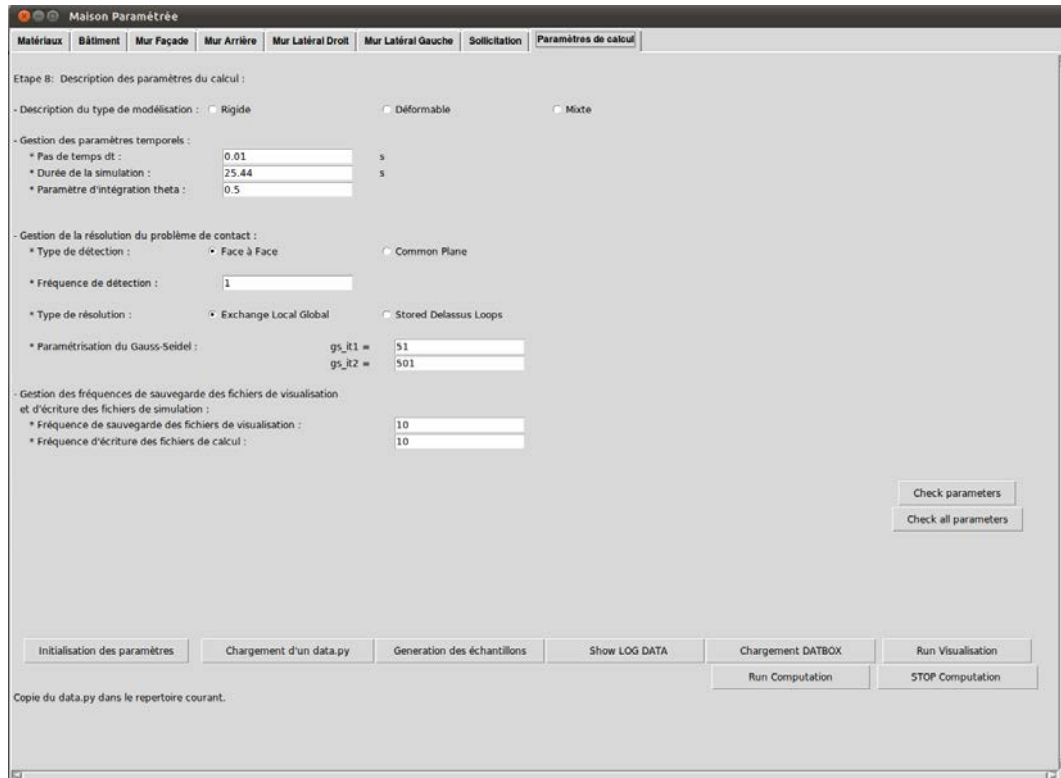 Maison Paramétrée
Matériaux Bâtiment Mur Façade Mur Arrière Mur Latéral Droit Mur Latéral Gauche Sollicitation Paramètres de calcul
Etape 8: Description des paramètres du calcul :
- Description du type de modélisation : Rigide Déformable Mixte
- Gestion des paramètres temporels :
* Pas de temps dt : 0.01 s
* Durée de la simulation : 25.44 s
* Paramètre d'intégration theta : 0.5
- Gestion de la résolution du problème de contact :
* Type de détection : Face à Face Common Plane
* Fréquence de détection : 1
* Type de résolution : Exchange Local Global Stored Delassus Loops
* Paramétrisation du Gauss-Seidel : gs_it1 = 51
gs_it2 = 501
- Gestion des fréquences de sauvegarde des fichiers de visualisation
et d'écriture des fichiers de simulation :
* Fréquence de sauvegarde des fichiers de visualisation : 10
* Fréquence d'écriture des fichiers de calcul : 10
Check parameters
Check all parameters
Initialisation des paramètres Chargement d'un data.py Generation des échantillons Show LOG DATA Chargement DATBOX Run Visualisation
Run Computation STOP Computation
Copie du data.py dans le repertoire courant.